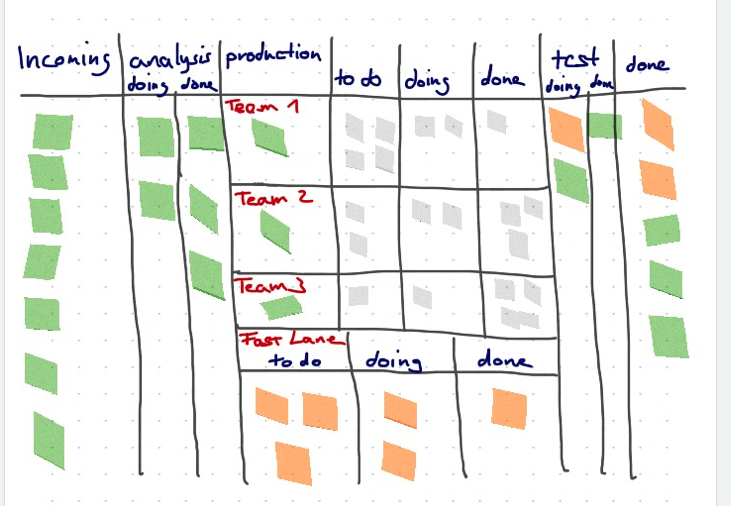 Incoming
analysis
doing done
production
to do
doing
done
test
doing done
done
Team 1
Team 2
Team 3
Fast Lane
to do
doing
done